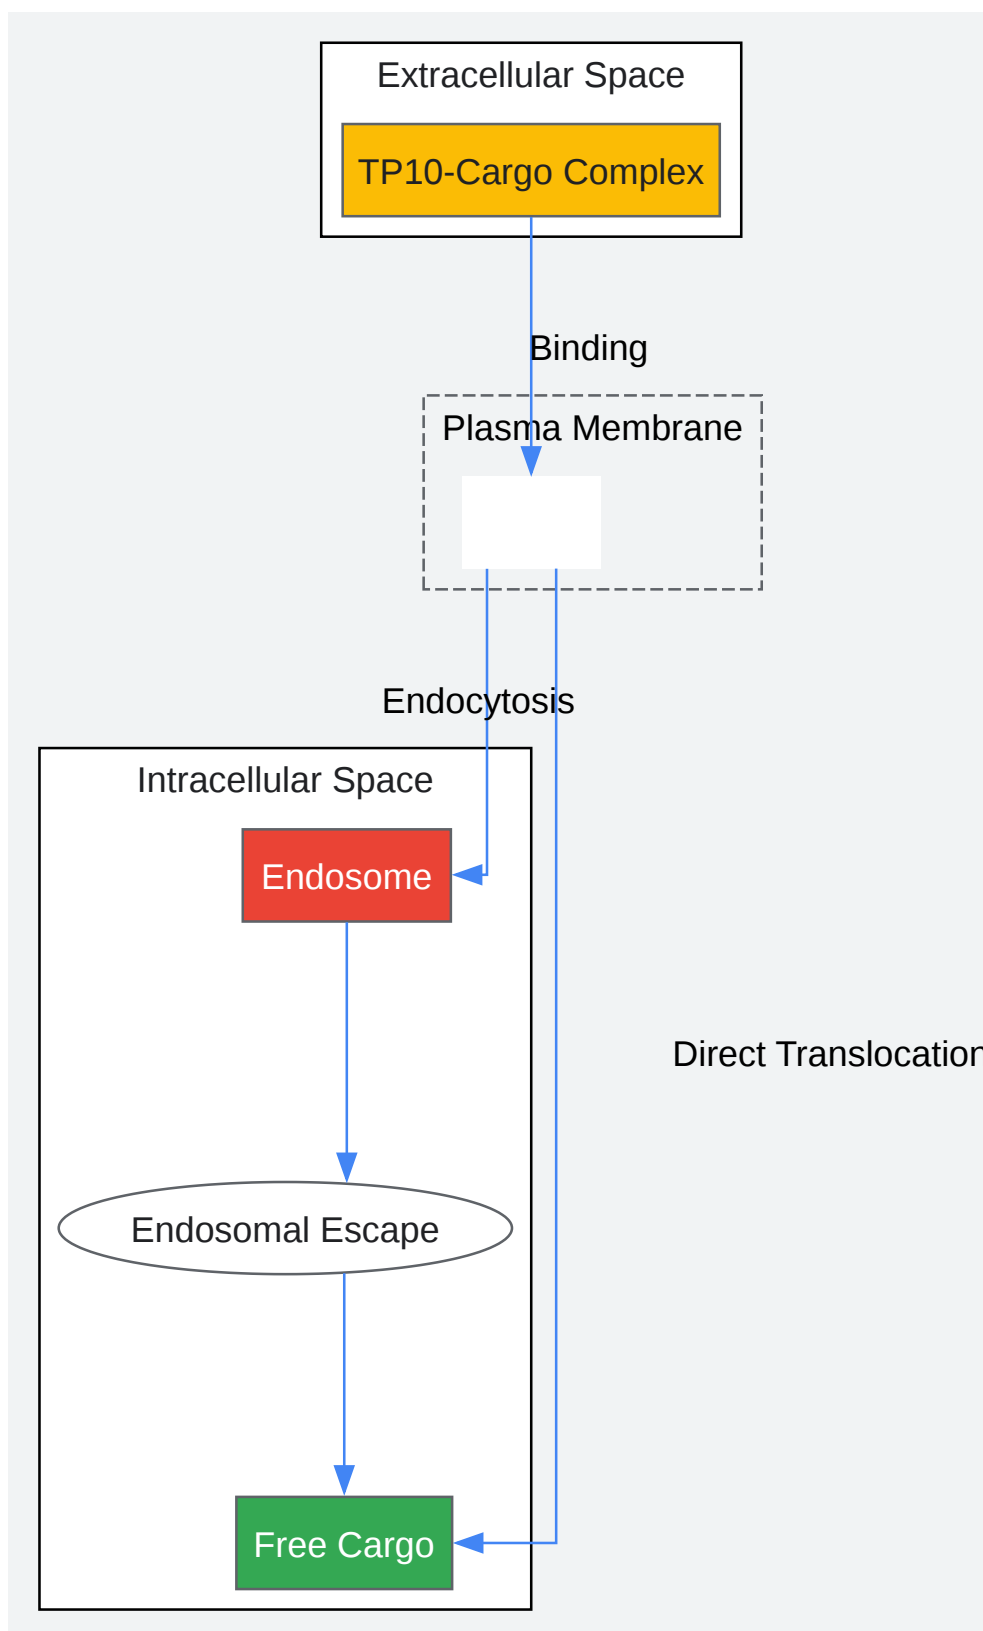 Extracellular Space
TP10-Cargo Complex
Binding
Plasma Membrane
Endocytosis
Intracellular Space
Endosome
Direct Translocation
Endosomal Escape
Free Cargo